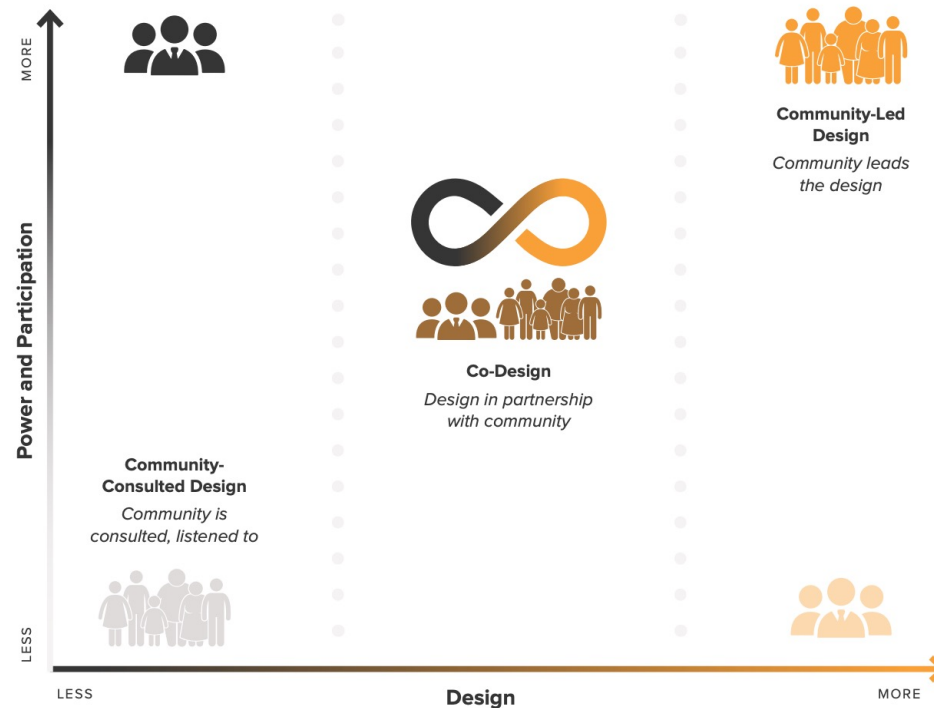 MORE
Power and Participation
LESS
Community-
Consulted Design
Community is
consulted, listened to
Co-Design
Design in partnership
with community
Community-Led
Design
Community leads
the design
LESS
Design
MORE